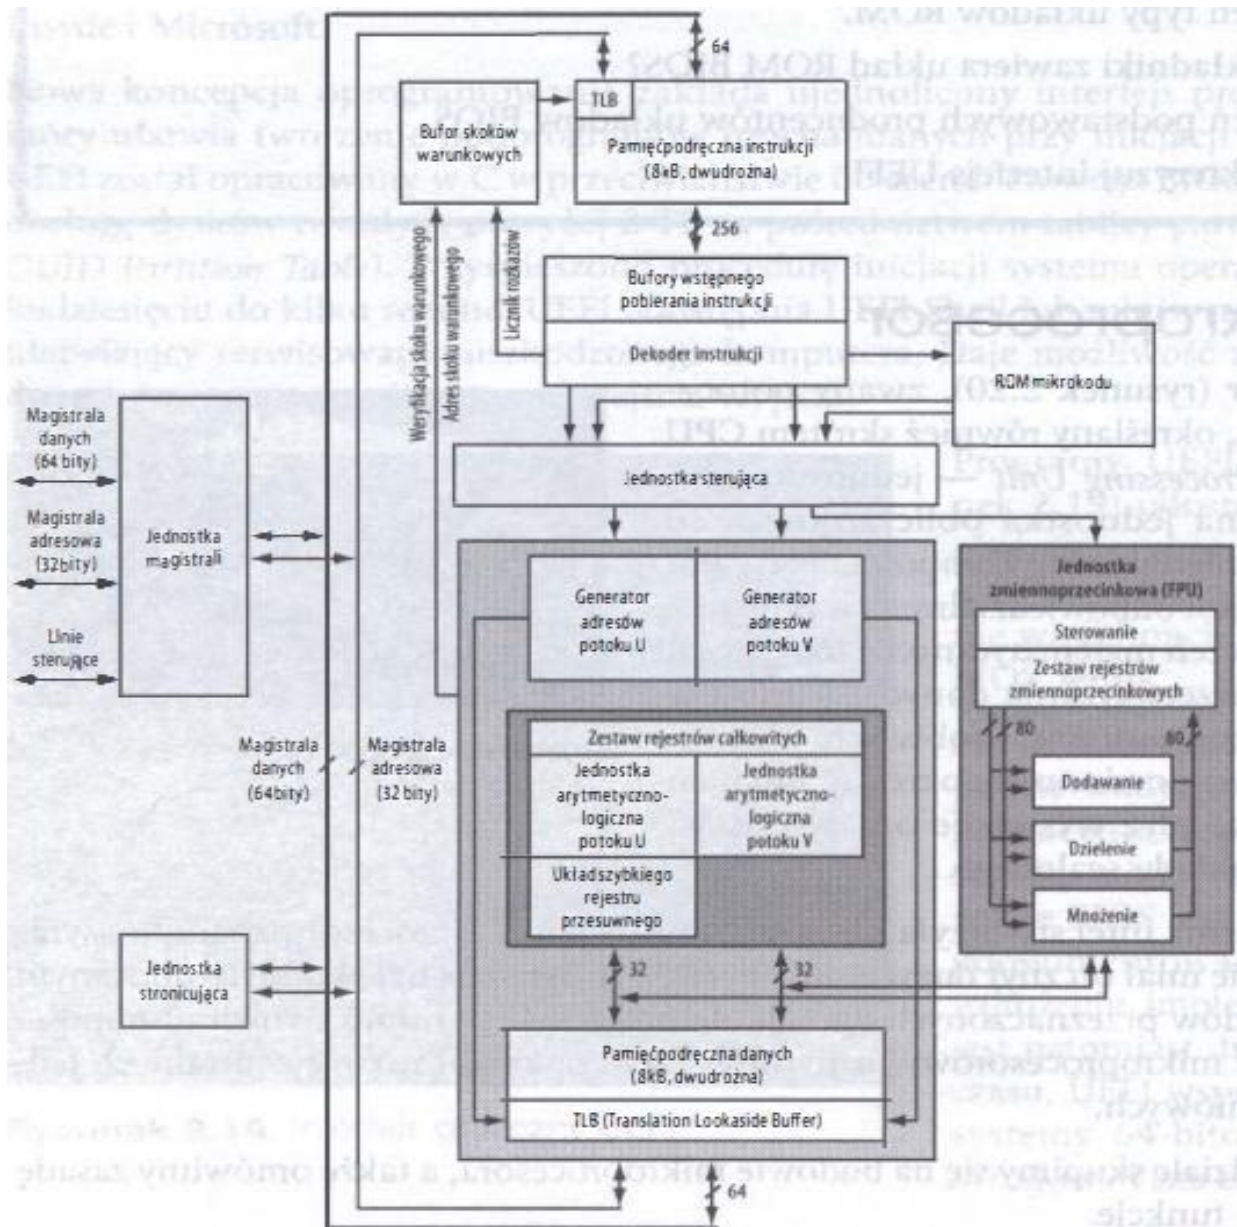 64
TLB
Bufor skoków
warunkowych
Pamięć podręczna instrukcji
(8 kB, dwudrożna)
256
Weryfikacja skoku warunkowego
Adres skoku warunkowego
Licznik rozkazów
Bufory wstępnego
pobierania instrukcji
Dekoder instrukcji
ROM mikrokodu
Magistrala
danych
(64 bity)
Magistrala
adresowa
(32 bity)
Linie
sterujące
Jednostka
magistrali
Jednostka sterująca
Generator
adresów
potoku U
Generator
adresów
potoku V
Jednostka
zmiennoprzecinkowa (FPU)
Sterowanie
Zestaw rejestrów
zmiennoprzecinkowych
80
80
Dodawanie
Dzielenie
Mnożenie
Magistrala
danych
(64 bity)
Magistrala
adresowa
(32 bity)
Zestaw rejestrów całkowitych
Jednostka
arytmetyczno-
logiczna
potoku U
Jednostka
arytmetyczno-
logiczna
potoku V
Układ szybkiego
rejestru
przesuwnego
32
32
Jednostka
stronicująca
Pamięć podręczna danych
(8 kB, dwudrożna)
TLB (Translation Lookaside Buffer)
64